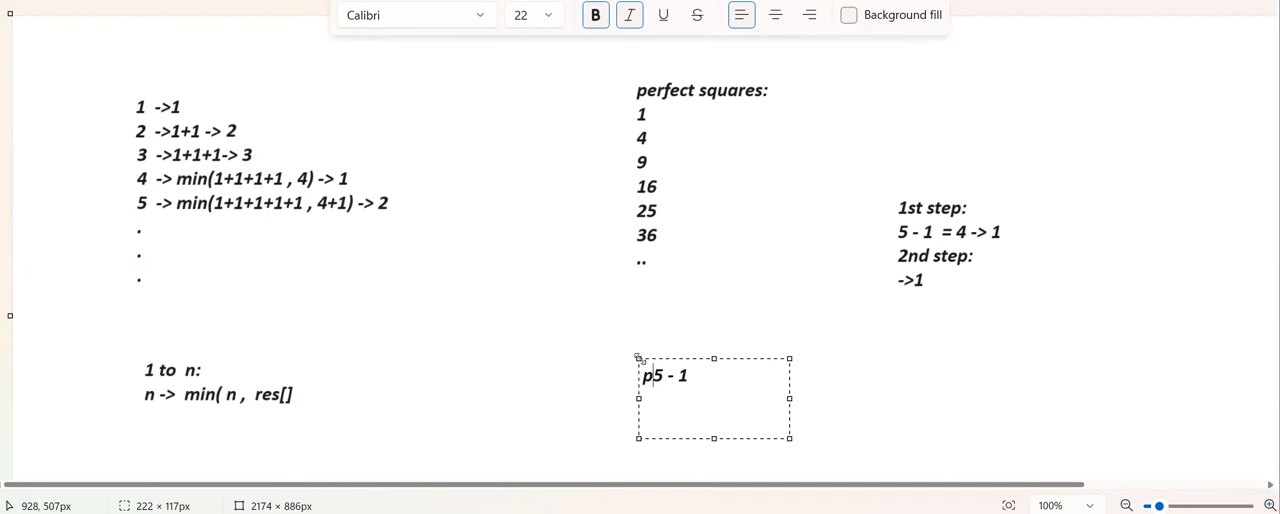 Calibri 22 B I U S Background fill
perfect squares:
1
4
9
16
25
36
..
1 ->1
2 ->1+1 -> 2
3 ->1+1+1-> 3
4 -> min(1+1+1+1 , 4) -> 1
5 -> min(1+1+1+1+1 , 4+1) -> 2
.
.
.
1st step:
5 - 1 = 4 -> 1
2nd step:
->1
1 to n:
n -> min( n , res[]
p5 - 1
928, 507px 222 × 117px 2174 × 886px 100%